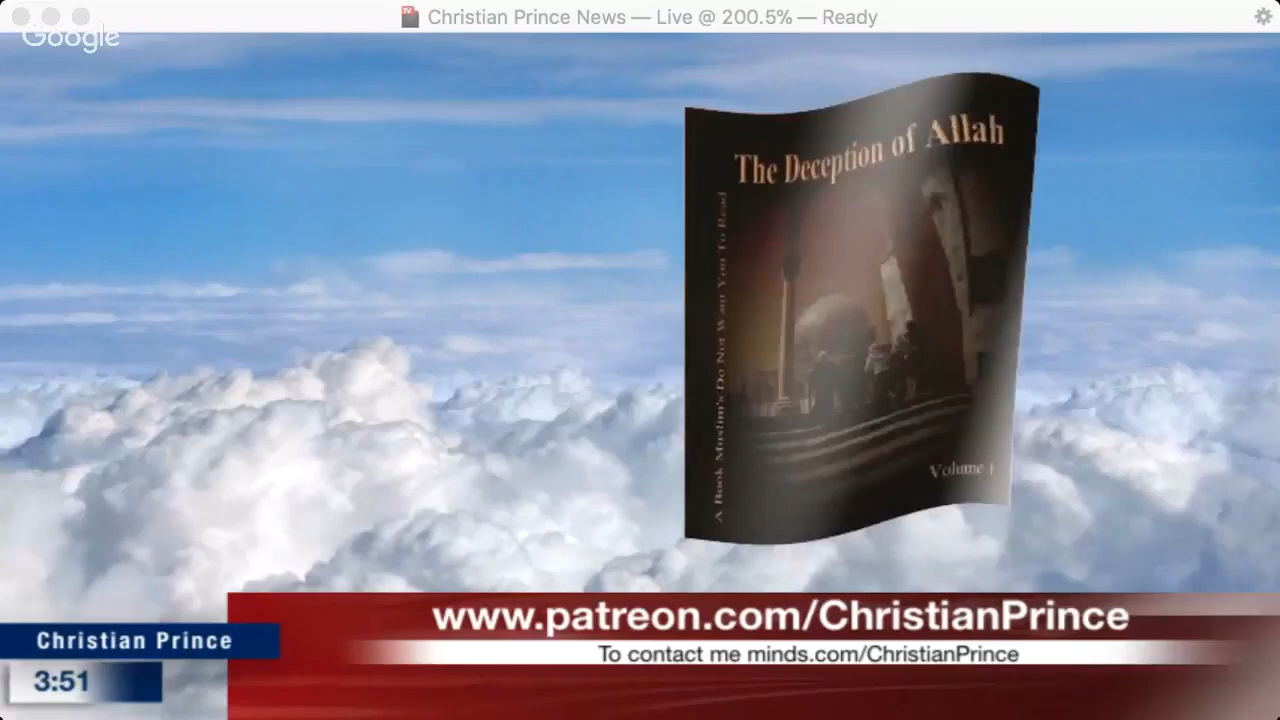 Christian Prince News — Live @ 200.5% — Ready
Google
The Deception of Allah
A Book Muslim's Do Not Want You To Read
Volume 1
www.patreon.com/ChristianPrince
To contact me minds.com/ChristianPrince
Christian Prince
3:51